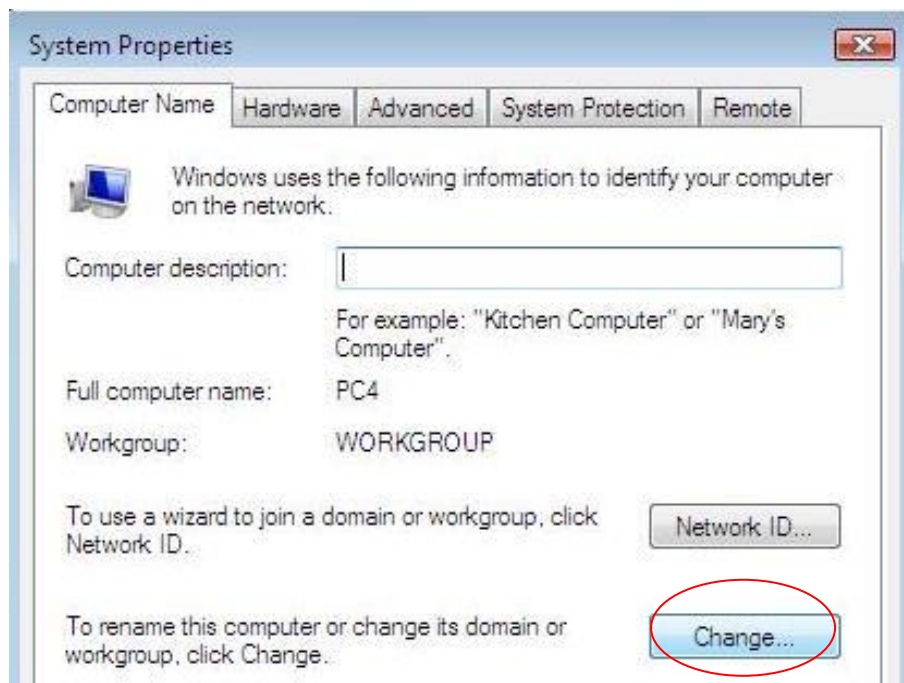 System Properties
Computer Name Hardware Advanced System Protection Remote
Windows uses the following information to identify your computer
on the network.
Computer description:
For example: "Kitchen Computer" or "Mary's
Computer".
Full computer name: PC4
Workgroup: WORKGROUP
To use a wizard to join a domain or workgroup, click
Network ID.
Network ID...
To rename this computer or change its domain or
workgroup, click Change.
Change...